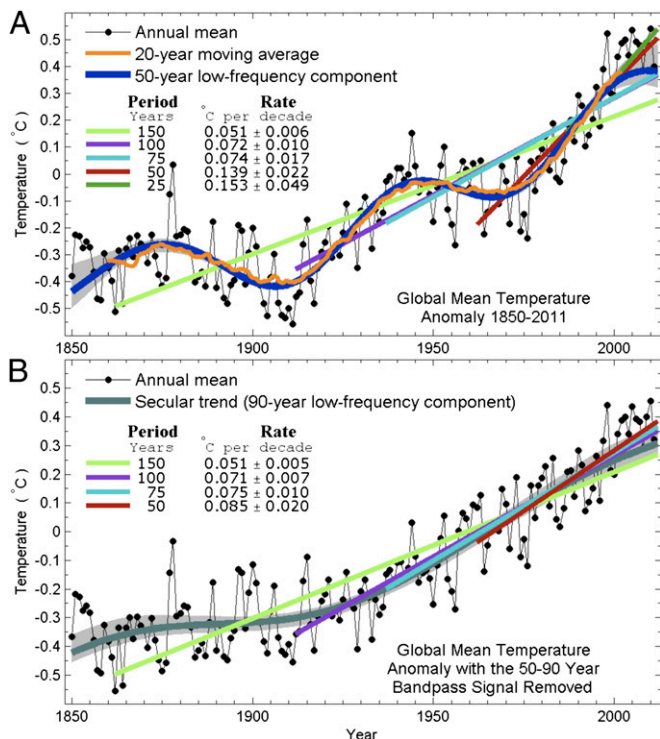 A
Annual mean
20-year moving average
50-year low-frequency component
Period Rate
Years °C per decade
150 0.051 ± 0.006
100 0.072 ± 0.010
75 0.074 ± 0.017
50 0.139 ± 0.022
25 0.153 ± 0.049
0.5
0.4
0.3
0.2
0.1
0
-0.1
-0.2
-0.3
-0.4
-0.5
Temperature (°C)
Global Mean Temperature
Anomaly 1850-2011
1850 1900 1950 2000
B
Annual mean
Secular trend (90-year low-frequency component)
Period Rate
Years °C per decade
150 0.051 ± 0.005
100 0.071 ± 0.007
75 0.075 ± 0.010
50 0.085 ± 0.020
0.5
0.4
0.3
0.2
0.1
0
-0.1
-0.2
-0.3
-0.4
-0.5
Temperature (°C)
Global Mean Temperature
Anomaly with the 50-90 Year
Bandpass Signal Removed
1850 1900 1950 2000
Year